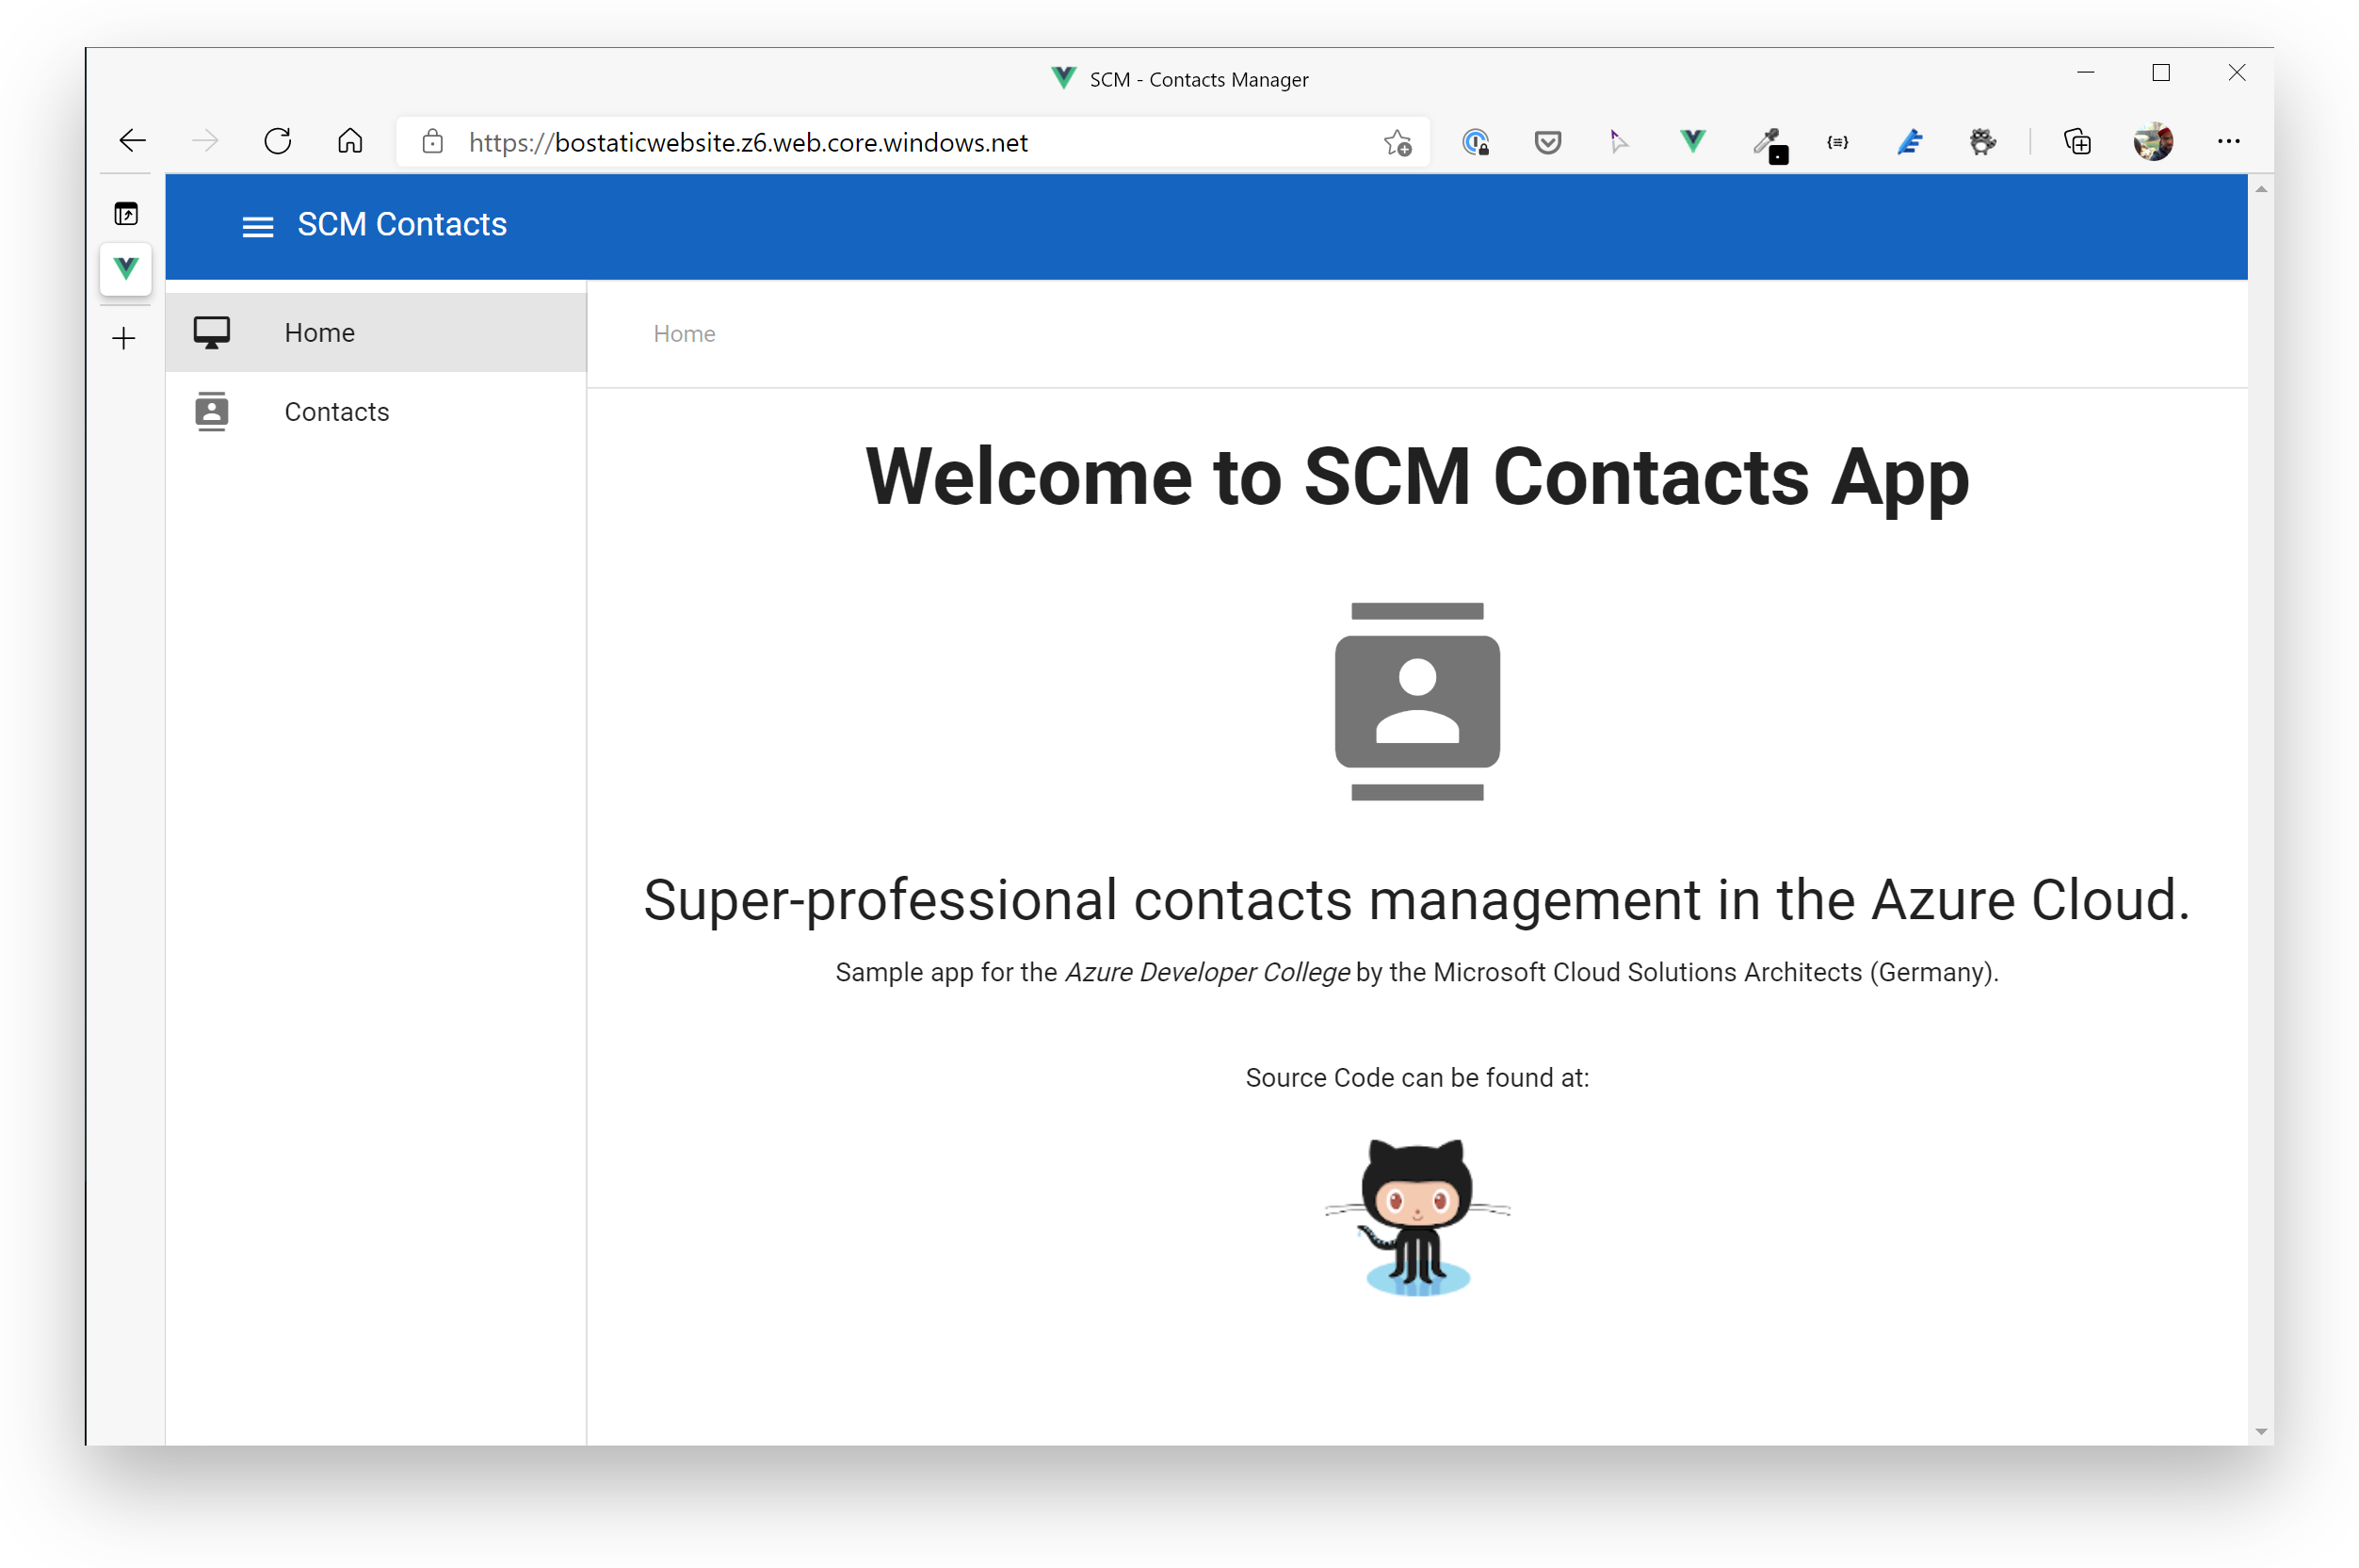 SCM - Contacts Manager
https://bostaticwebsite.z6.web.core.windows.net
SCM Contacts
Home
Contacts
Home
Welcome to SCM Contacts App
Super-professional contacts management in the Azure Cloud.
Sample app for the Azure Developer College by the Microsoft Cloud Solutions Architects (Germany).
Source Code can be found at: